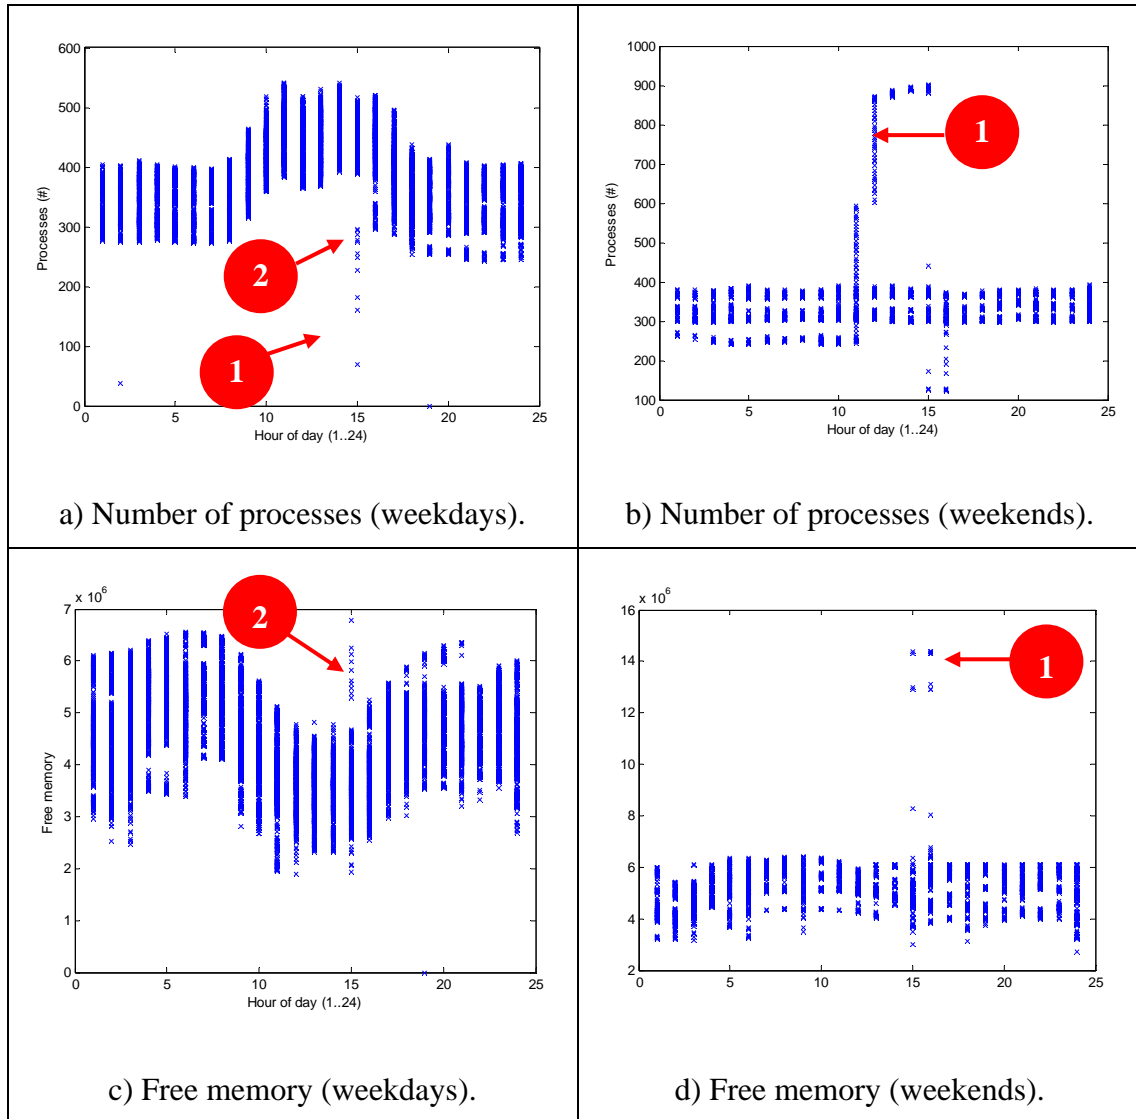 600
500
400
300
200
100
0
Processes (#)
0 5 10 15 20 25
Hour of day (1..24)
2
1
a) Number of processes (weekdays).
1000
900
800
700
600
500
400
300
200
100
Processes (#)
0 5 10 15 20 25
Hour of day (1..24)
1
b) Number of processes (weekends).
x 10^6
7
6
5
4
3
2
1
0
Free memory
0 5 10 15 20 25
Hour of day (1..24)
2
c) Free memory (weekdays).
x 10^6
16
14
12
10
8
6
4
2
0 5 10 15 20 25
1
d) Free memory (weekends).